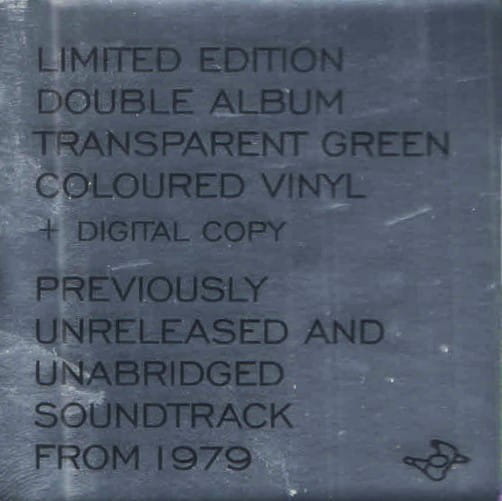 LIMITED EDITION
DOUBLE ALBUM
TRANSPARENT GREEN
COLOURED VINYL
+ DIGITAL COPY
PREVIOUSLY
UNRELEASED AND
UNABRIDGED
SOUNDTRACK
FROM 1979